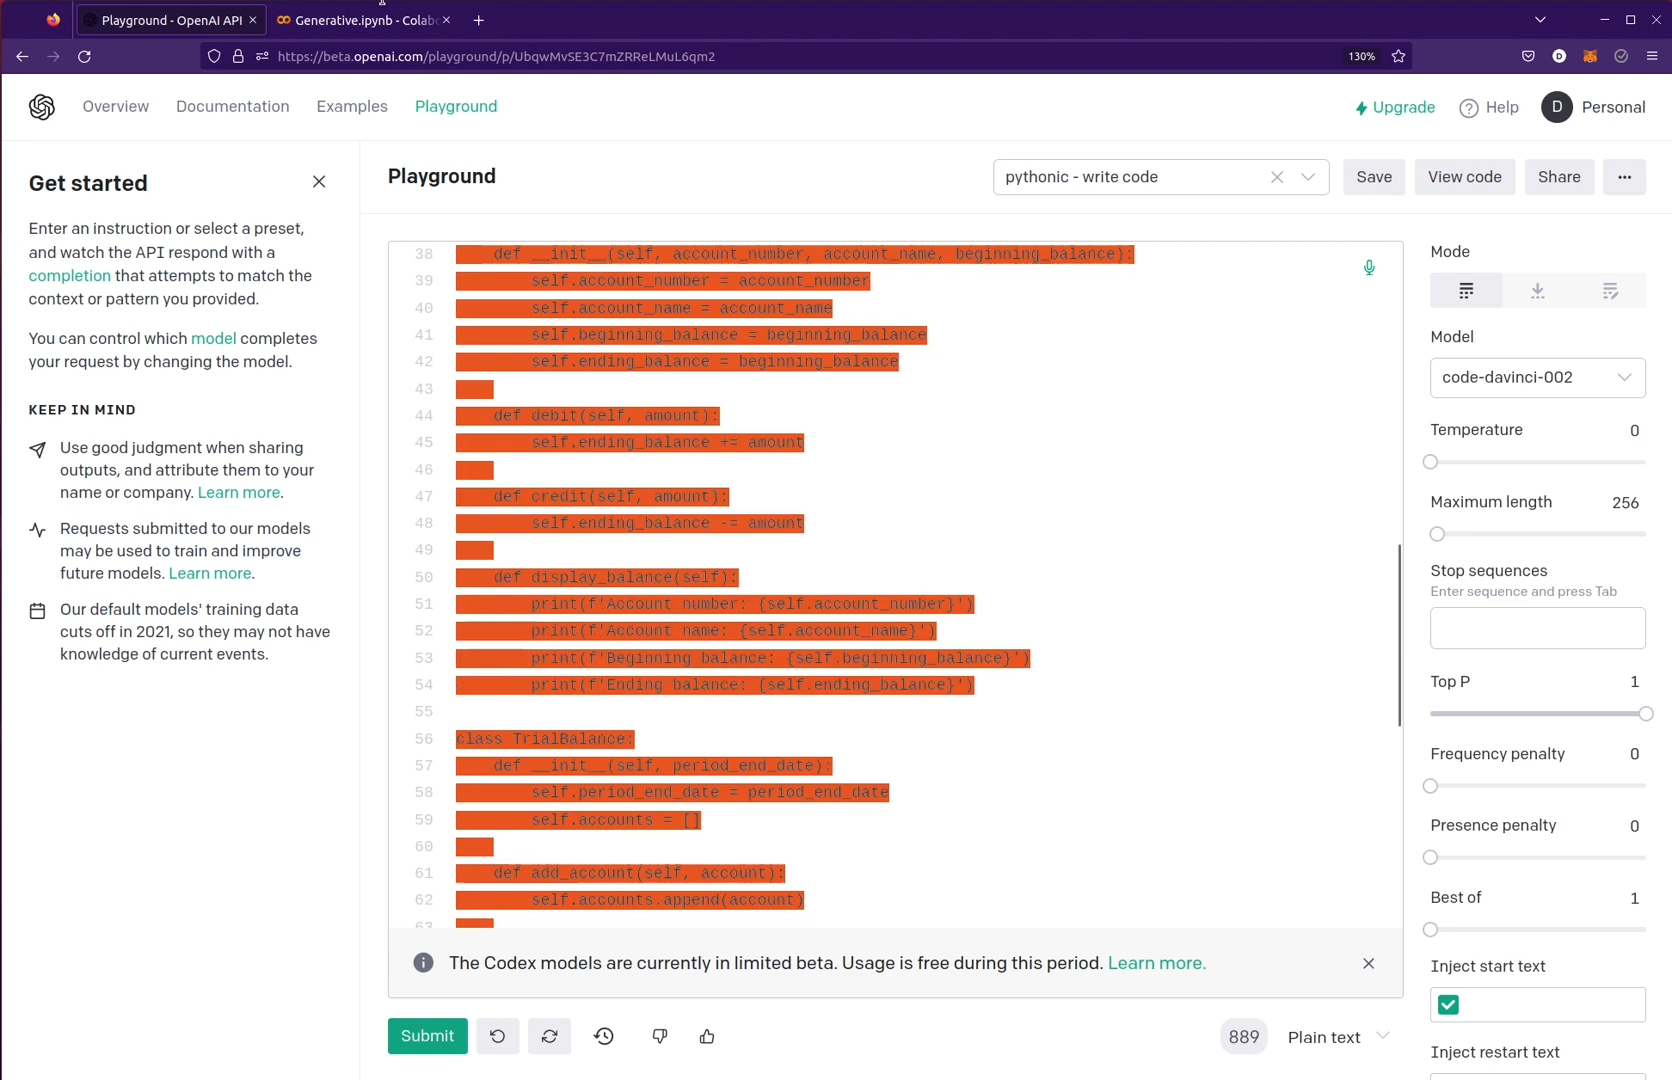 Playground - OpenAI API
Generative.ipynb - Colab
https://beta.openai.com/playground/p/UbqwMvSE3C7mZRReLMuL6qm2
130%
Overview
Documentation
Examples
Playground
Upgrade
Help
D
Personal
Get started
Enter an instruction or select a preset,
and watch the API respond with a
completion that attempts to match the
context or pattern you provided.
You can control which model completes
your request by changing the model.
KEEP IN MIND
Use good judgment when sharing
outputs, and attribute them to your
name or company. Learn more.
Requests submitted to our models
may be used to train and improve
future models. Learn more.
Our default models' training data
cuts off in 2021, so they may not have
knowledge of current events.
Playground
pythonic - write code
Save
View code
Share
38 def __init__(self, account_number, account_name, beginning_balance):
39 self.account_number = account_number
40 self.account_name = account_name
41 self.beginning_balance = beginning_balance
42 self.ending_balance = beginning_balance
43
44 def debit(self, amount):
45 self.ending_balance += amount
46
47 def credit(self, amount):
48 self.ending_balance -= amount
49
50 def display_balance(self):
51 print(f'Account number: {self.account_number}')
52 print(f'Account name: {self.account_name}')
53 print(f'Beginning balance: {self.beginning_balance}')
54 print(f'Ending balance: {self.ending_balance}')
55
56 class TrialBalance:
57 def __init__(self, period_end_date):
58 self.period_end_date = period_end_date
59 self.accounts = []
60
61 def add_account(self, account):
62 self.accounts.append(account)
63
The Codex models are currently in limited beta. Usage is free during this period. Learn more.
Submit
889
Plain text
Mode
Model
code-davinci-002
Temperature 0
Maximum length 256
Stop sequences
Enter sequence and press Tab
Top P 1
Frequency penalty 0
Presence penalty 0
Best of 1
Inject start text
Inject restart text